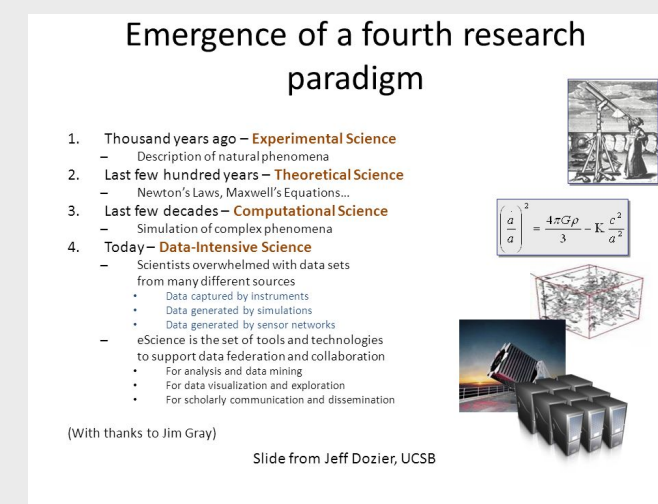 Emergence of a fourth research
paradigm
1. Thousand years ago – Experimental Science
– Description of natural phenomena
2. Last few hundred years – Theoretical Science
– Newton's Laws, Maxwell's Equations…
3. Last few decades – Computational Science
– Simulation of complex phenomena
4. Today – Data-Intensive Science
– Scientists overwhelmed with data sets
from many different sources
• Data captured by instruments
• Data generated by simulations
• Data generated by sensor networks
– eScience is the set of tools and technologies
to support data federation and collaboration
• For analysis and data mining
• For data visualization and exploration
• For scholarly communication and dissemination
(With thanks to Jim Gray)
Slide from Jeff Dozier, UCSB
(ȧ/a)² = 4πGρ/3 – K c²/a²